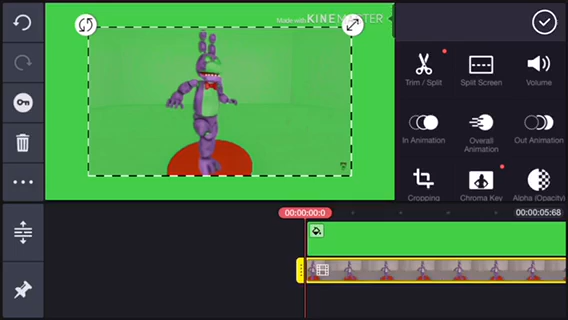 Made with KINEMASTER
Trim / Split
Split Screen
Volume
In Animation
Overall Animation
Out Animation
Cropping
Chroma Key
Alpha (Opacity)
00:00:00:0
00:00:05:68